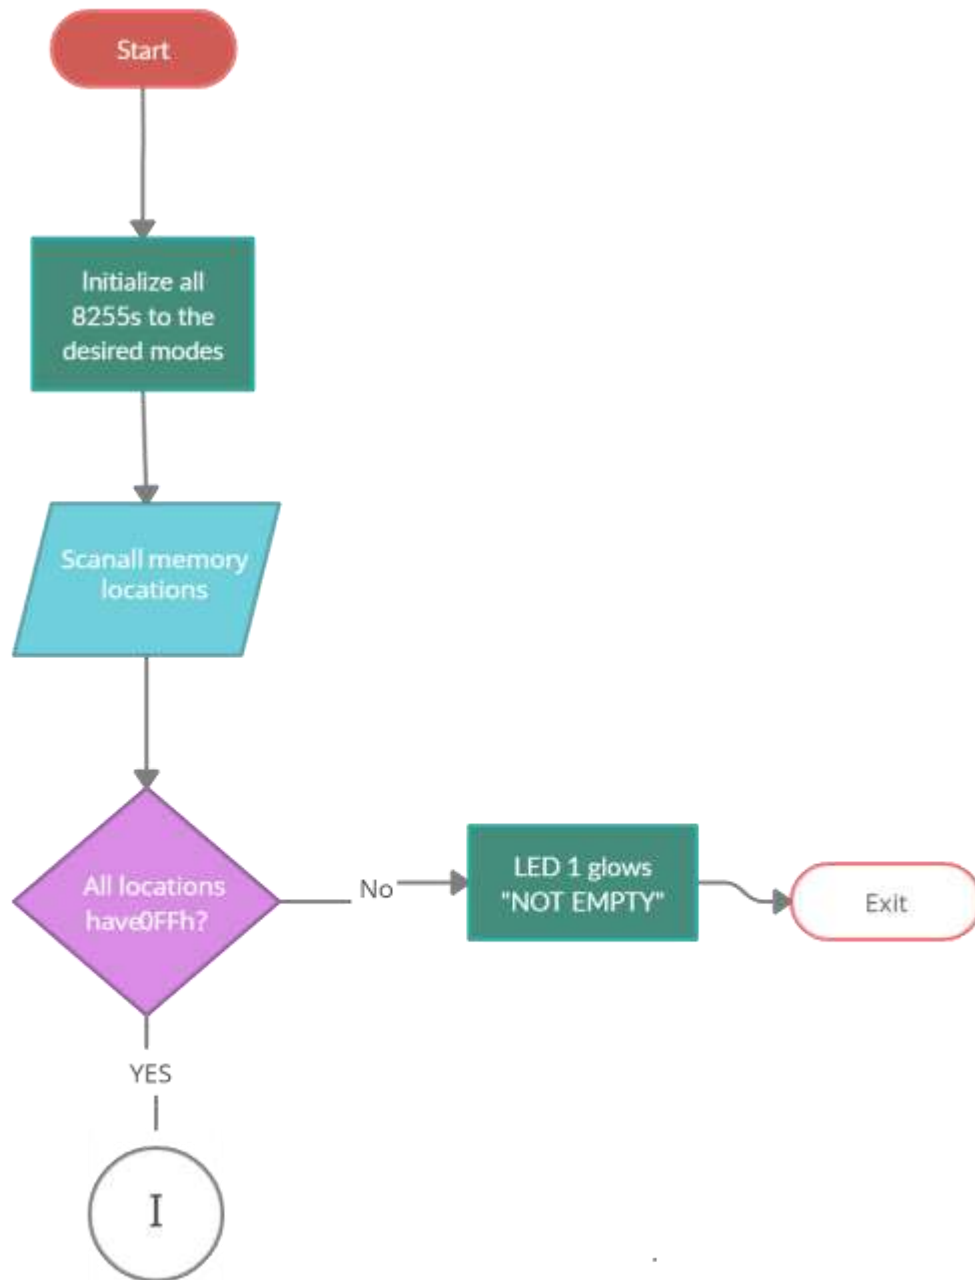 Start
Initialize all
8255s to the
desired modes
Scanall memory
locations
All locations
have0FFh?
No
LED 1 glows
"NOT EMPTY"
Exit
YES
I